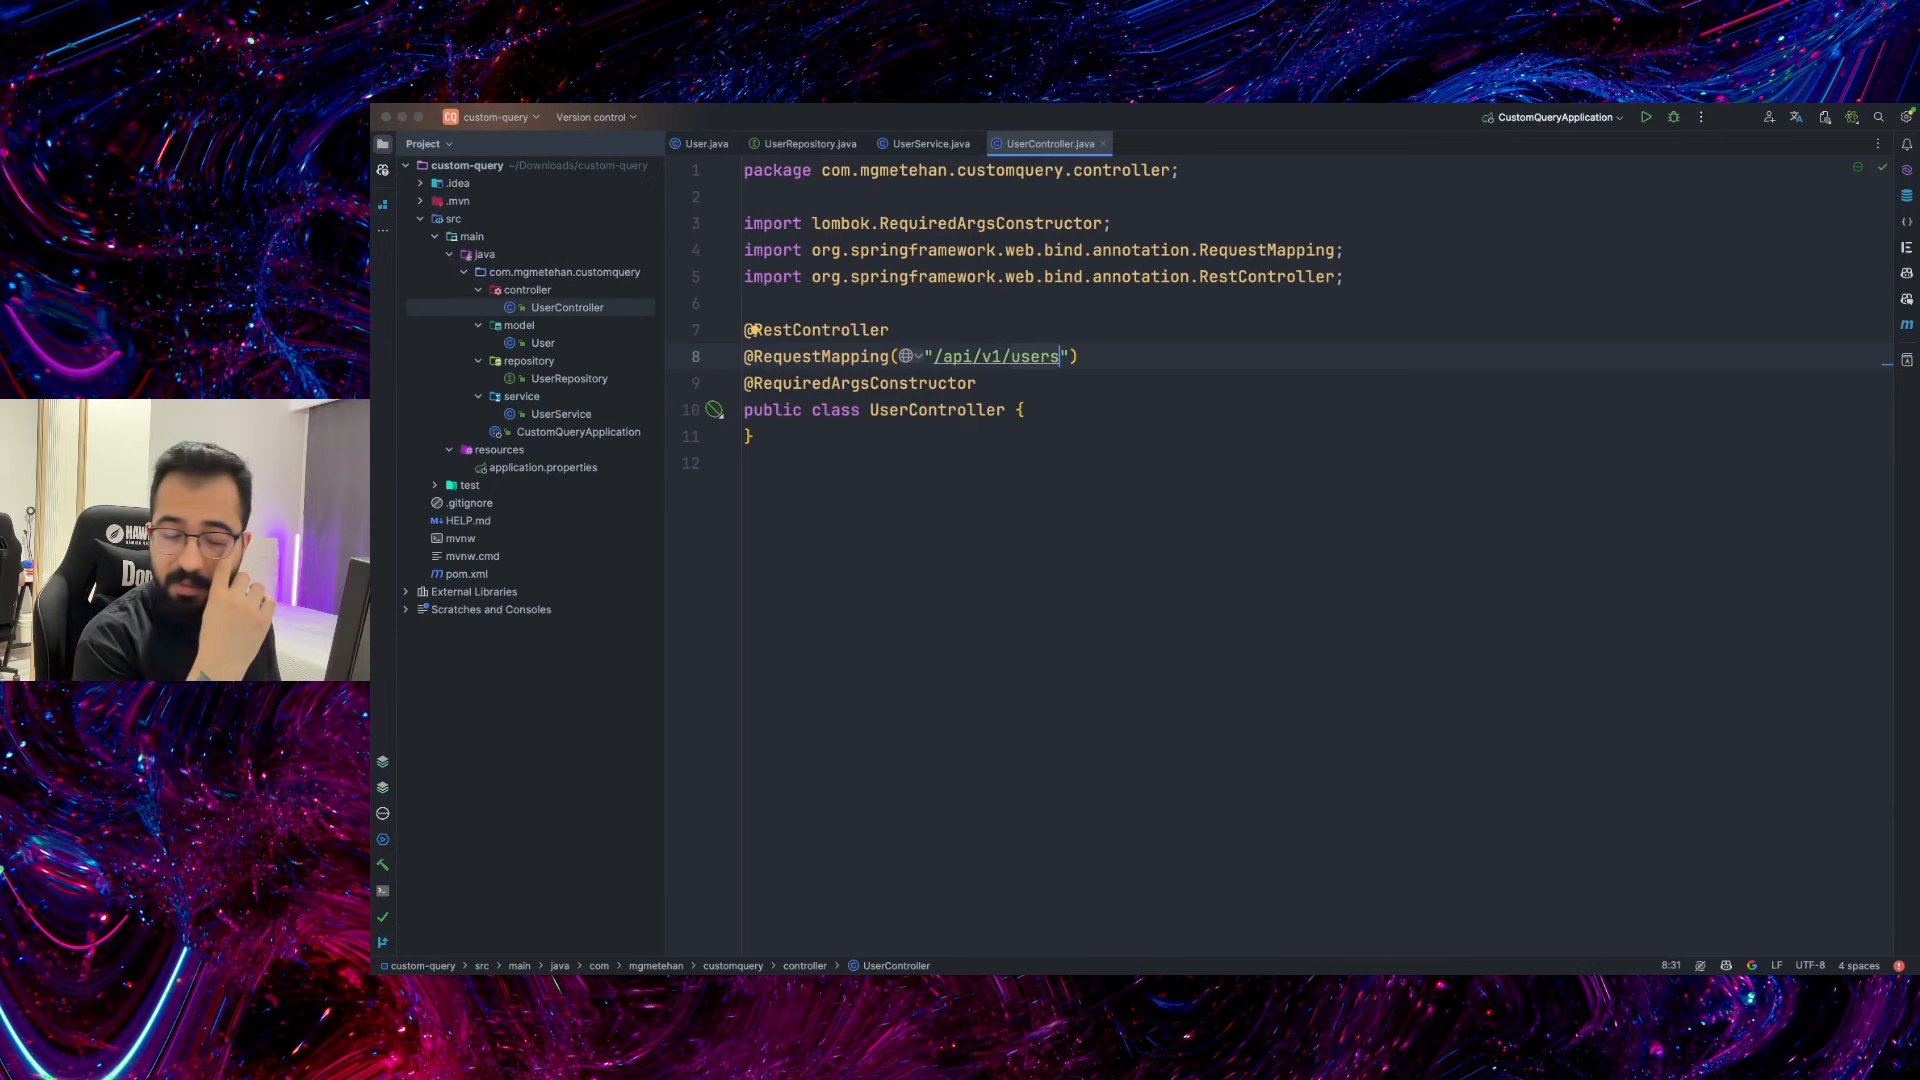 CQ custom-query Version control CustomQueryApplication
Project User.java UserRepository.java UserService.java UserController.java
custom-query ~/Downloads/custom-query
.idea
.mvn
src
main
java
com.mgmetehan.customquery
controller
UserController
model
User
repository
UserRepository
service
UserService
CustomQueryApplication
resources
application.properties
test
.gitignore
HELP.md
mvnw
mvnw.cmd
pom.xml
External Libraries
Scratches and Consoles
1 package com.mgmetehan.customquery.controller;
2
3 import lombok.RequiredArgsConstructor;
4 import org.springframework.web.bind.annotation.RequestMapping;
5 import org.springframework.web.bind.annotation.RestController;
6
7 @RestController
8 @RequestMapping("/api/v1/users")
9 @RequiredArgsConstructor
10 public class UserController {
11 }
12
custom-query > src > main > java > com > mgmetehan > customquery > controller > UserController
8:31 LF UTF-8 4 spaces